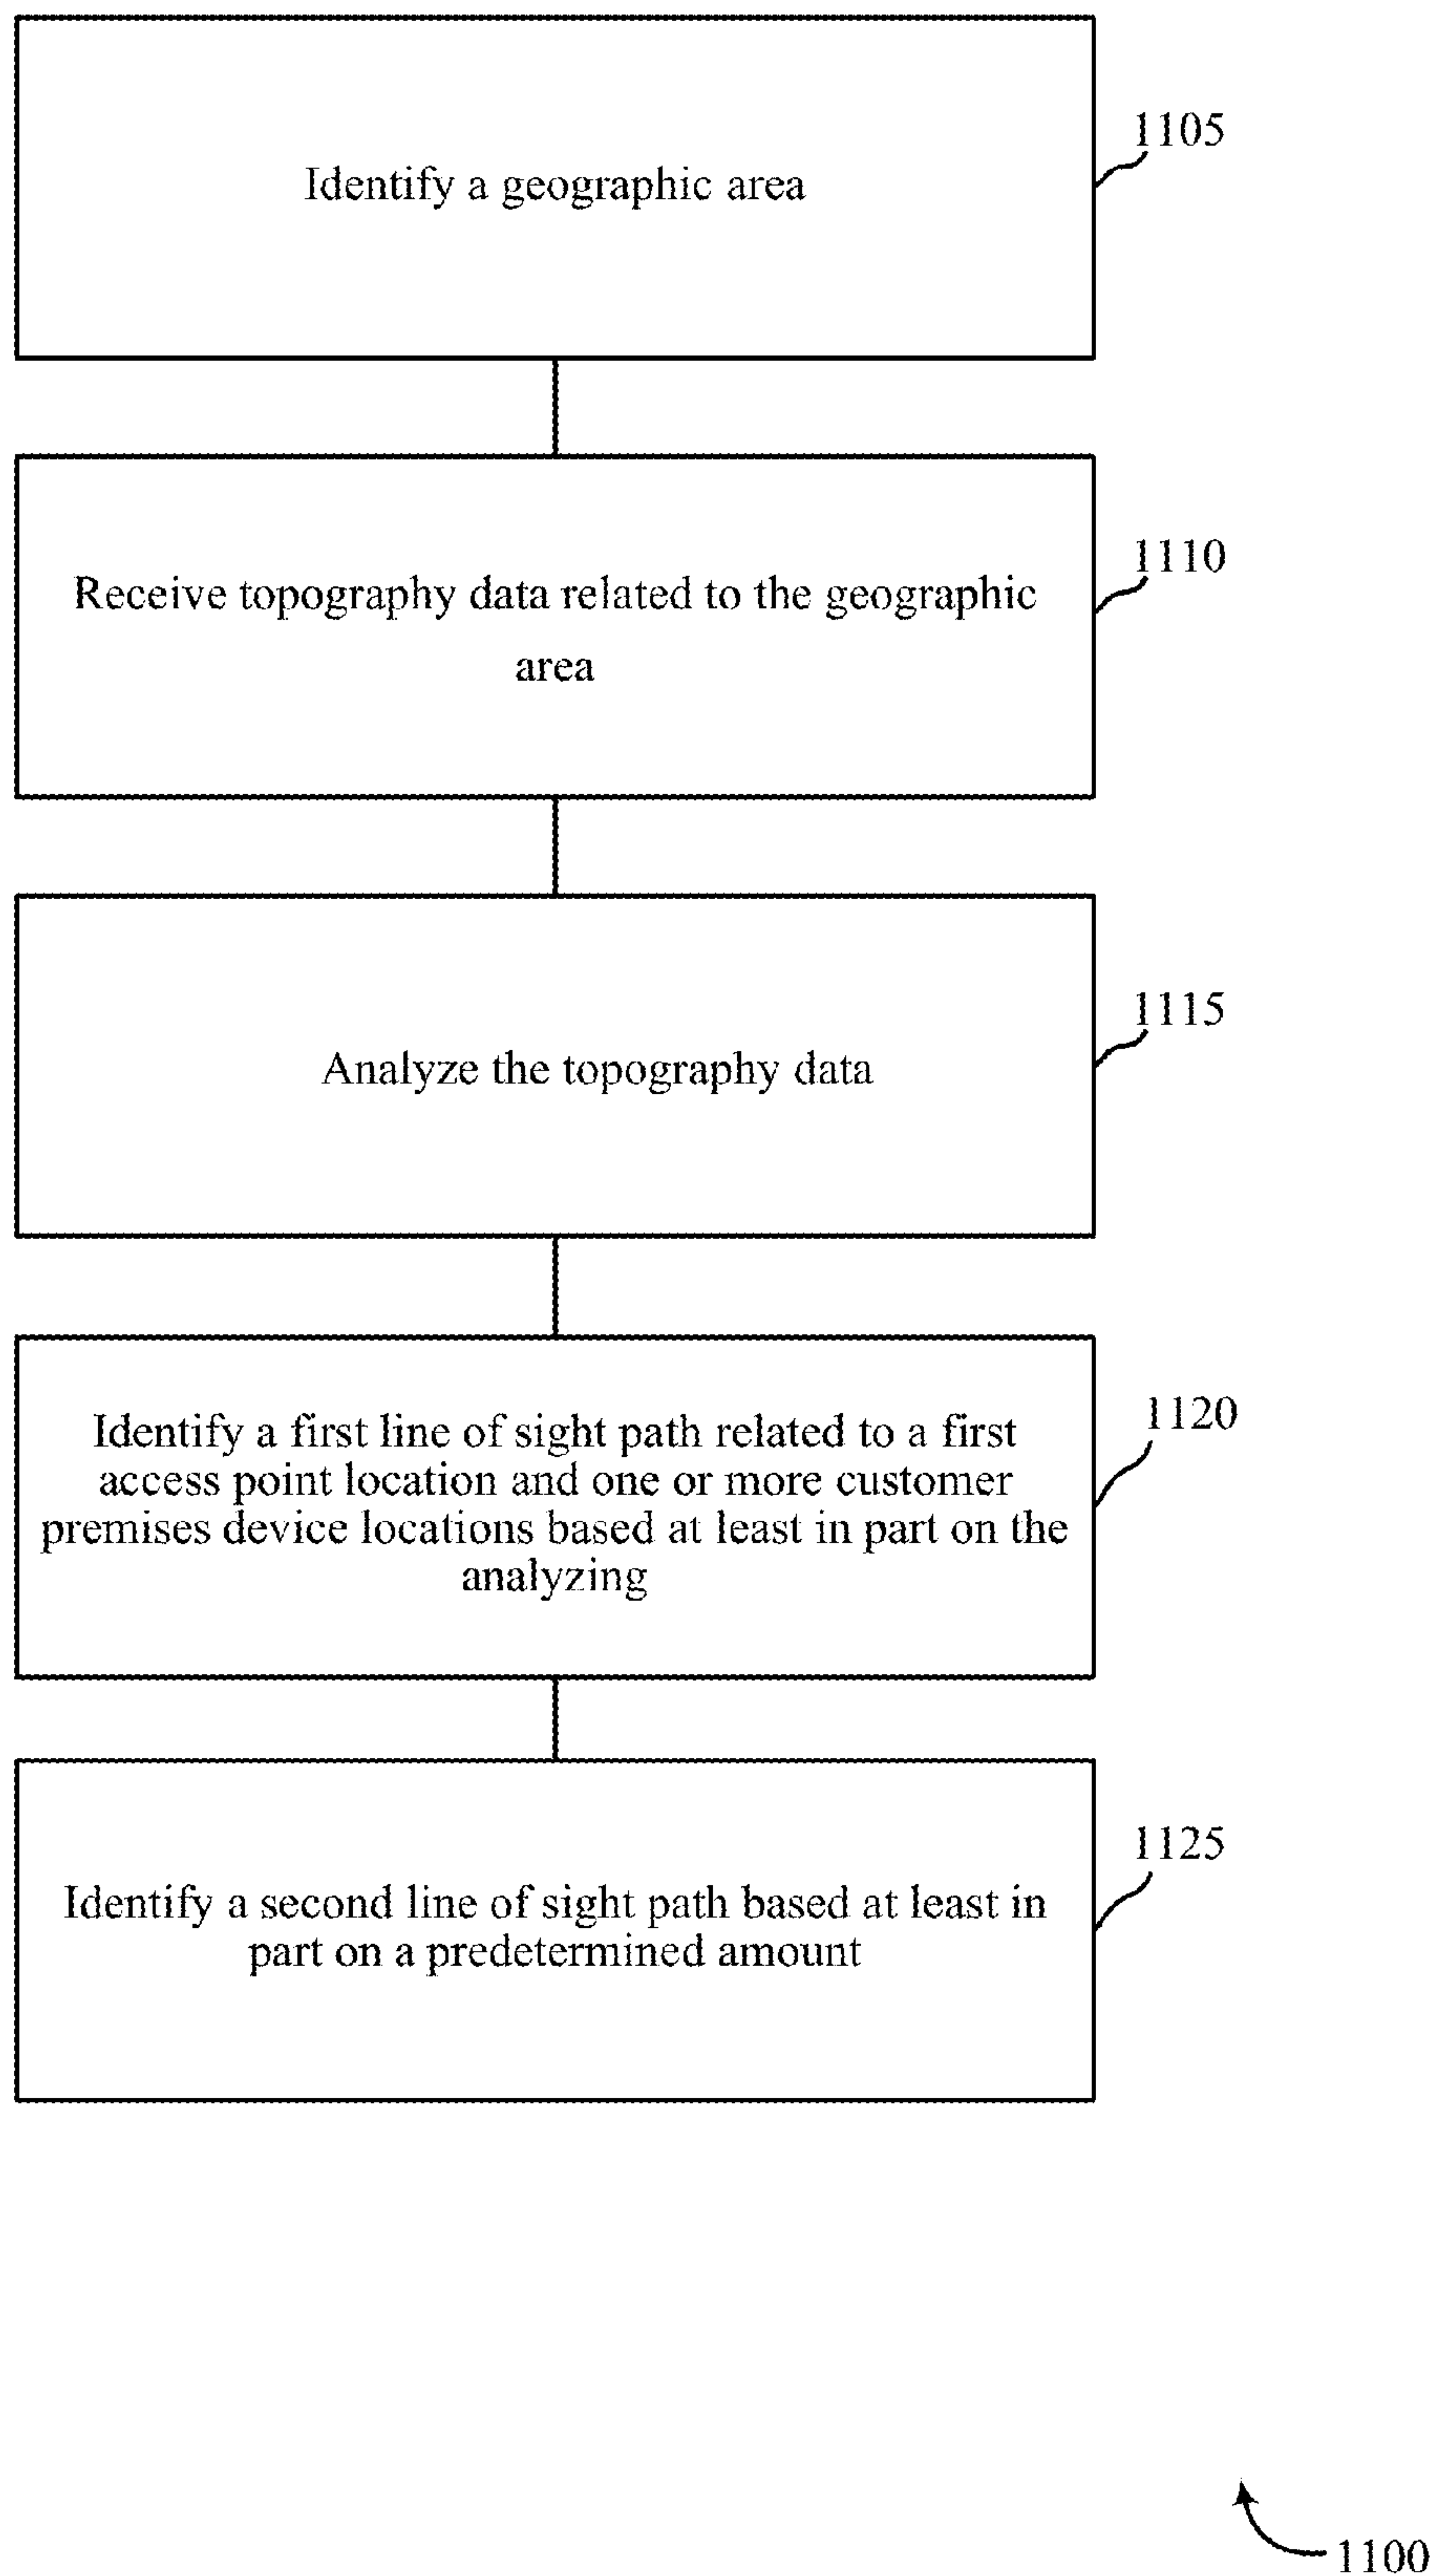 Identify a geographic area
1105
Receive topography data related to the geographic
area
1110
Analyze the topography data
1115
Identify a first line of sight path related to a first
access point location and one or more customer
premises device locations based at least in part on the
analyzing
1120
Identify a second line of sight path based at least in
part on a predetermined amount
1125
1100